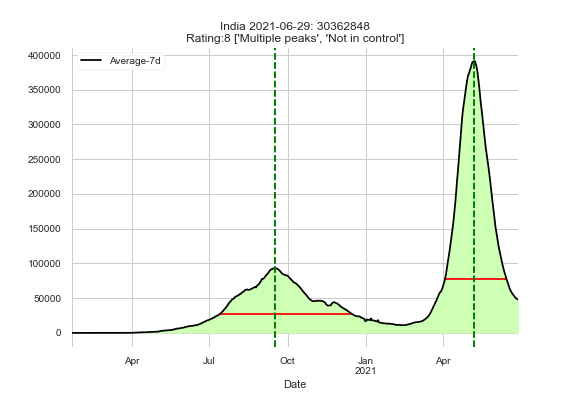 India 2021-06-29: 30362848
Rating:8 ['Multiple peaks', 'Not in control']
Average-7d
400000
350000
300000
250000
200000
150000
100000
50000
0
Apr Jul Oct Jan Apr
2021
Date